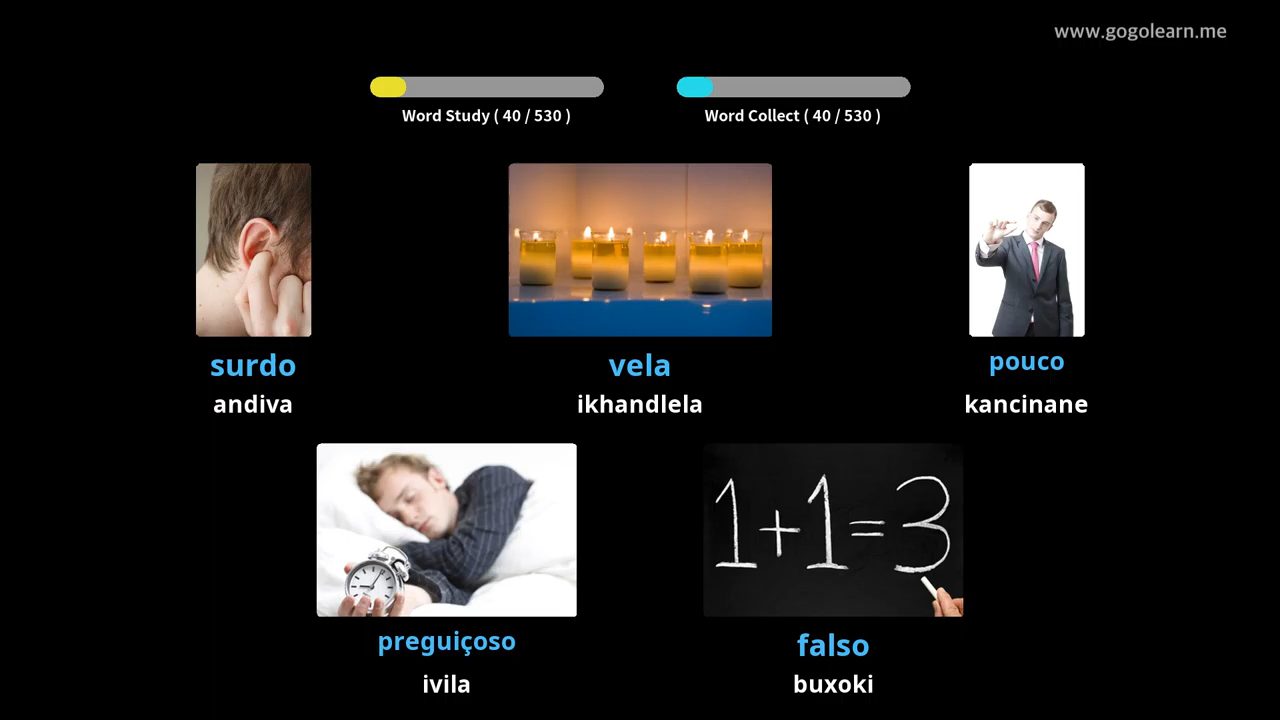 www.gogolearn.me
Word Study ( 40 / 530 )
Word Collect ( 40 / 530 )
surdo
andiva
vela
ikhandlela
pouco
kancinane
1+1=3
preguiçoso
ivila
falso
buxoki